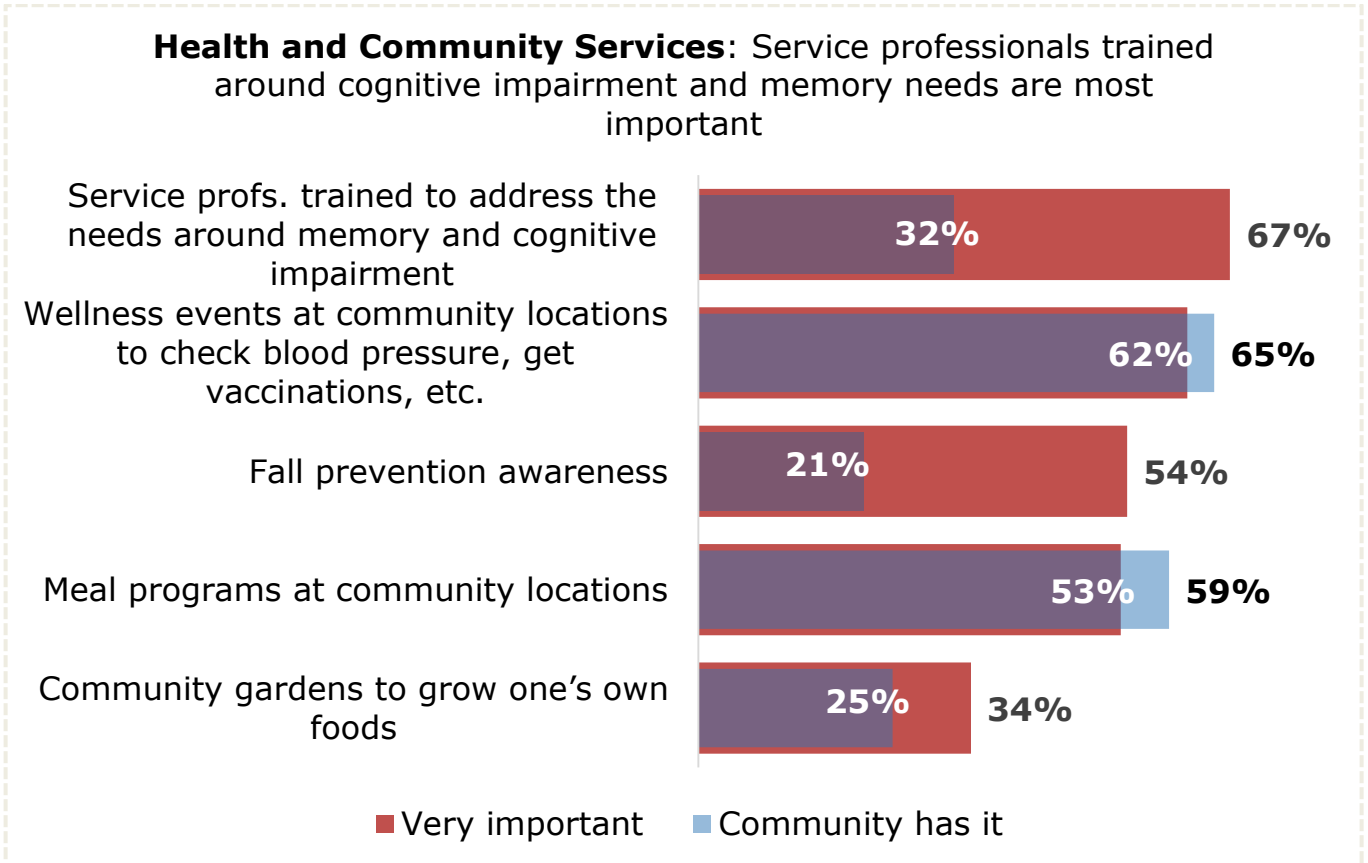 Health and Community Services: Service professionals trained
around cognitive impairment and memory needs are most
important
Service profs. trained to address the
needs around memory and cognitive
impairment
32%
67%
Wellness events at community locations
to check blood pressure, get
vaccinations, etc.
62%
65%
Fall prevention awareness
21%
54%
Meal programs at community locations
53%
59%
Community gardens to grow one’s own
foods
25%
34%
Very important
Community has it